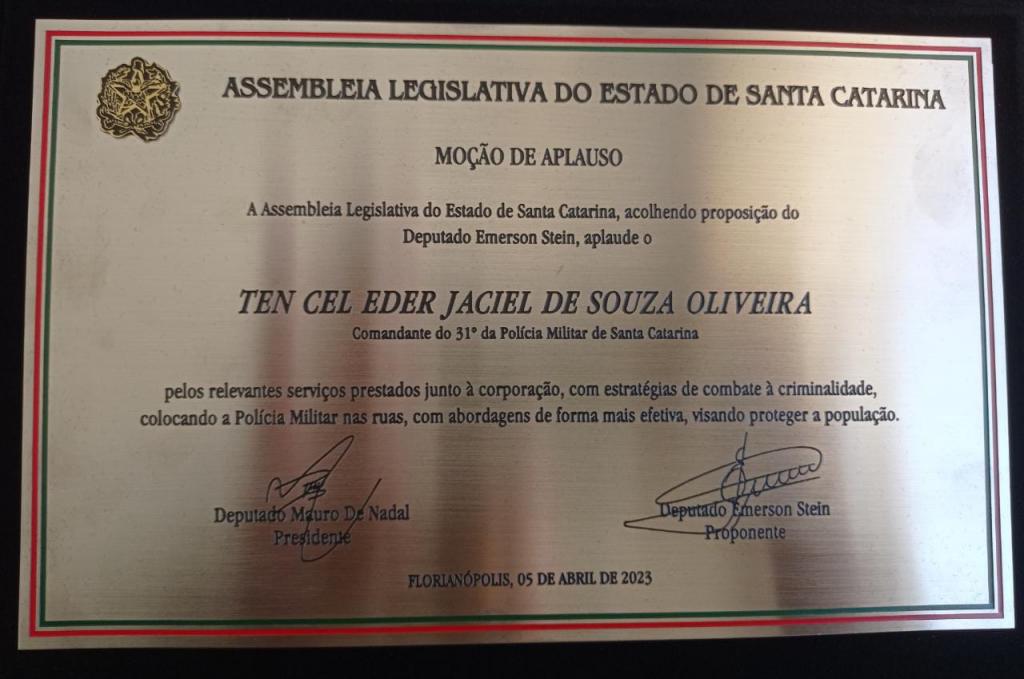 ASSEMBLEIA LEGISLATIVA DO ESTADO DE SANTA CATARINA
MOÇÃO DE APLAUSO
A Assembleia Legislativa do Estado de Santa Catarina, acolhendo proposição do
Deputado Emerson Stein, aplaude o
TEN CEL EDER JACIEL DE SOUZA OLIVEIRA
Comandante do 31º da Polícia Militar de Santa Catarina
pelos relevantes serviços prestados junto à corporação, com estratégias de combate à criminalidade,
colocando a Polícia Militar nas ruas, com abordagens de forma mais efetiva, visando proteger a população.
Deputado Mauro De Nadal
Presidente
Deputado Emerson Stein
Proponente
FLORIANÓPOLIS, 05 DE ABRIL DE 2023